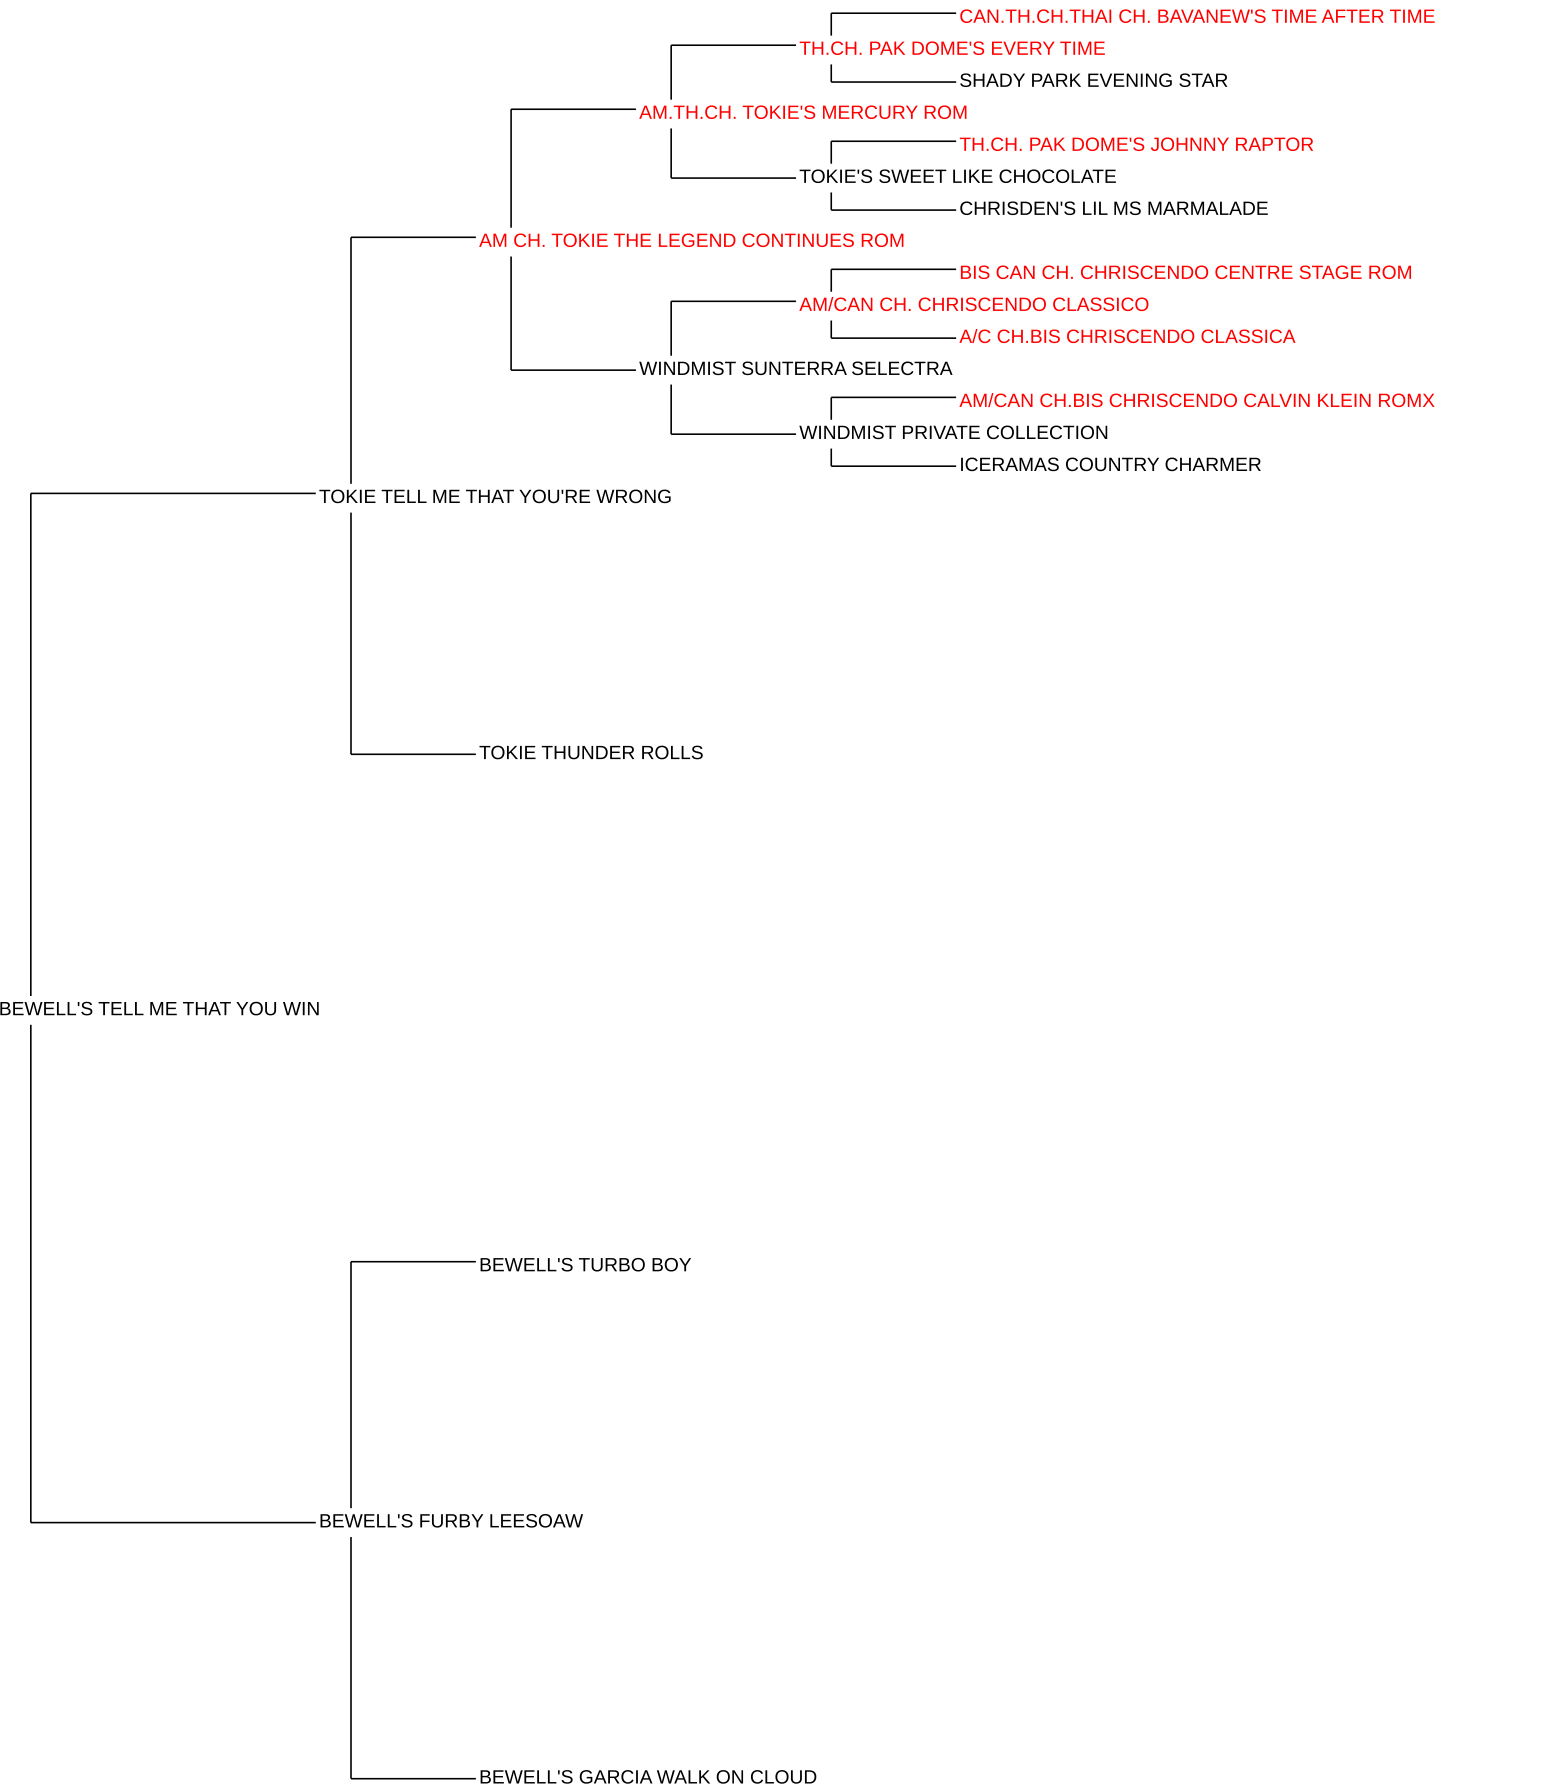 CAN.TH.CH.THAI CH. BAVANEW'S TIME AFTER TIME
TH.CH. PAK DOME'S EVERY TIME
SHADY PARK EVENING STAR
AM.TH.CH. TOKIE'S MERCURY ROM
TH.CH. PAK DOME'S JOHNNY RAPTOR
TOKIE'S SWEET LIKE CHOCOLATE
CHRISDEN'S LIL MS MARMALADE
AM CH. TOKIE THE LEGEND CONTINUES ROM
BIS CAN CH. CHRISCENDO CENTRE STAGE ROM
AM/CAN CH. CHRISCENDO CLASSICO
A/C CH.BIS CHRISCENDO CLASSICA
WINDMIST SUNTERRA SELECTRA
AM/CAN CH.BIS CHRISCENDO CALVIN KLEIN ROMX
WINDMIST PRIVATE COLLECTION
ICERAMAS COUNTRY CHARMER
TOKIE TELL ME THAT YOU'RE WRONG
TOKIE THUNDER ROLLS
BEWELL'S TELL ME THAT YOU WIN
BEWELL'S TURBO BOY
BEWELL'S FURBY LEESOAW
BEWELL'S GARCIA WALK ON CLOUD